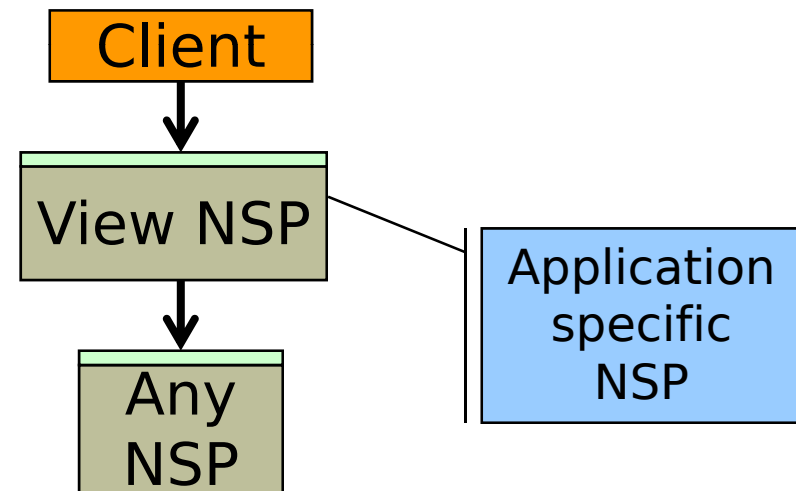 Client
View NSP
Application
specific
NSP
Any
NSP